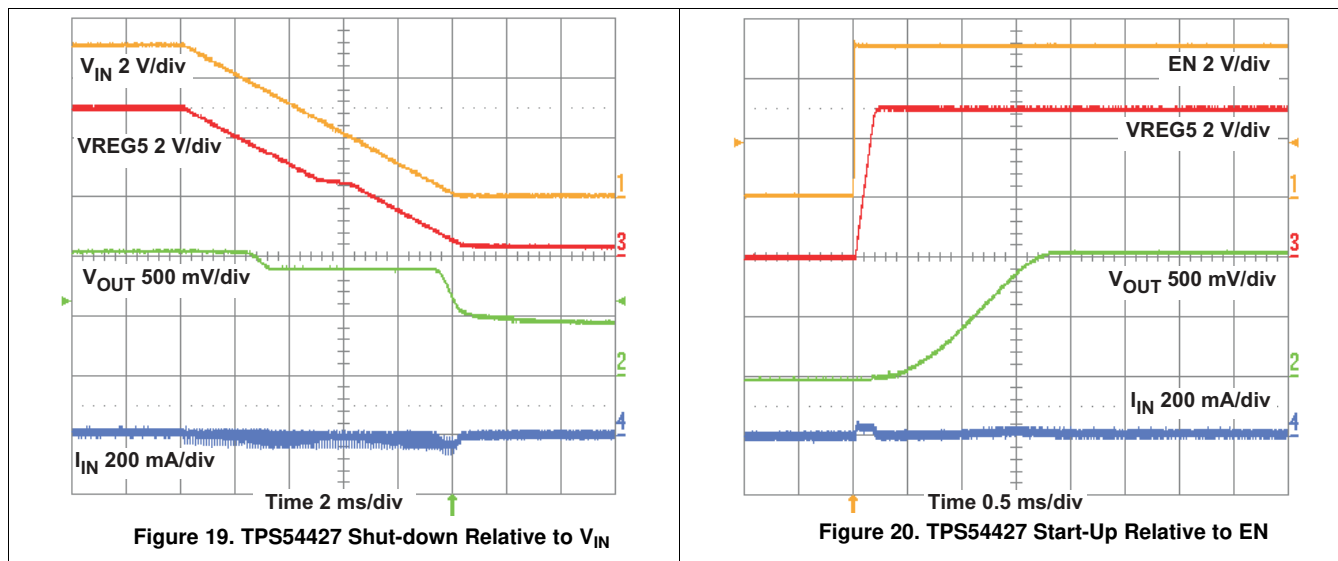 V_IN 2 V/div
VREG5 2 V/div
1
3
V_OUT 500 mV/div
2
4
I_IN 200 mA/div
Time 2 ms/div
Figure 19. TPS54427 Shut-down Relative to V_IN
EN 2 V/div
VREG5 2 V/div
1
3
V_OUT 500 mV/div
2
I_IN 200 mA/div
4
Time 0.5 ms/div
Figure 20. TPS54427 Start-Up Relative to EN